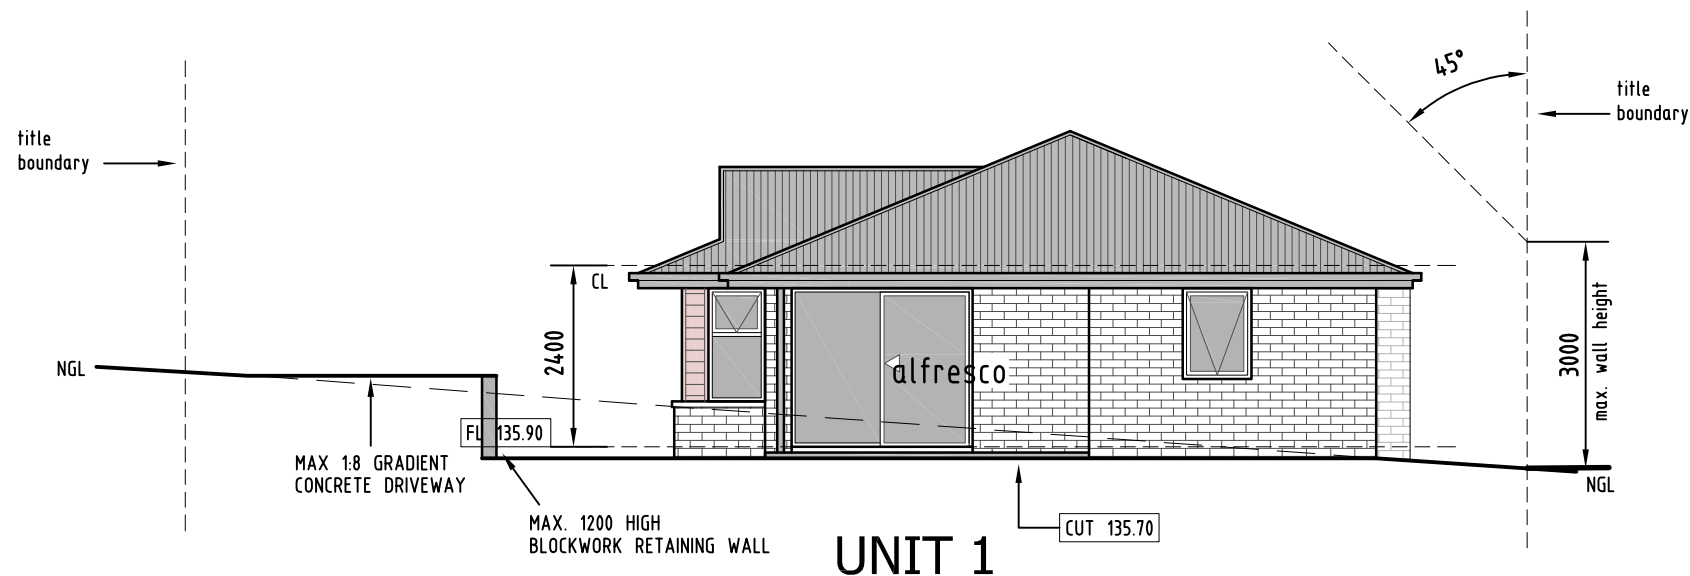 45°
title
boundary
title
boundary
CL
2400
3000
max. wall height
NGL
alfresco
FL 135.90
MAX 1:8 GRADIENT
CONCRETE DRIVEWAY
NGL
MAX. 1200 HIGH
BLOCKWORK RETAINING WALL
CUT 135.70
UNIT 1